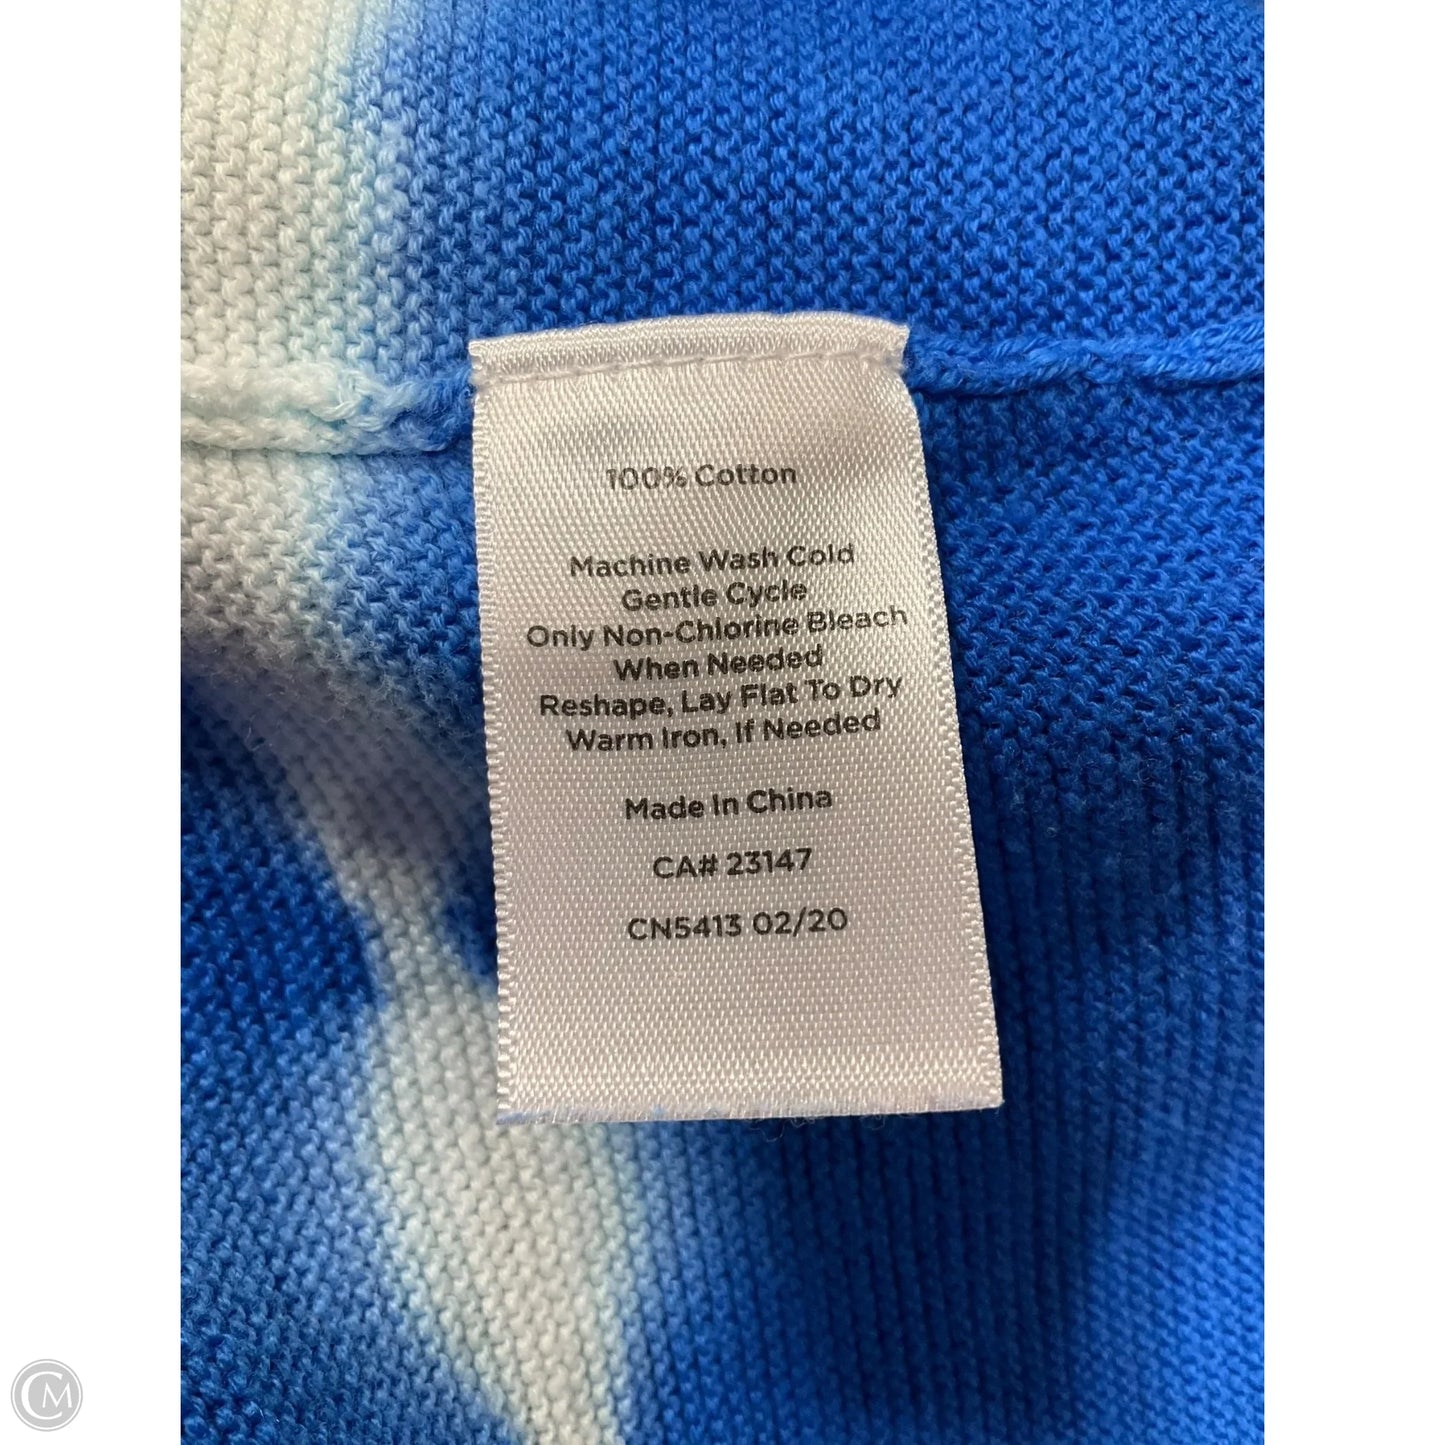 100% Cotton
Machine Wash Cold
Gentle Cycle
Only Non-Chlorine Bleach
When Needed
Reshape, Lay Flat To Dry
Warm Iron, If Needed
Made In China
CA# 23147
CN5413 02/20
CM